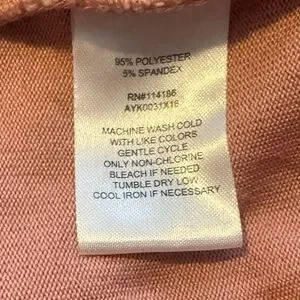 95% POLYESTER
5% SPANDEX
RN#114186
AYK0031X16
MACHINE WASH COLD
WITH LIKE COLORS
GENTLE CYCLE
ONLY NON-CHLORINE
BLEACH IF NEEDED
TUMBLE DRY LOW
COOL IRON IF NECESSARY